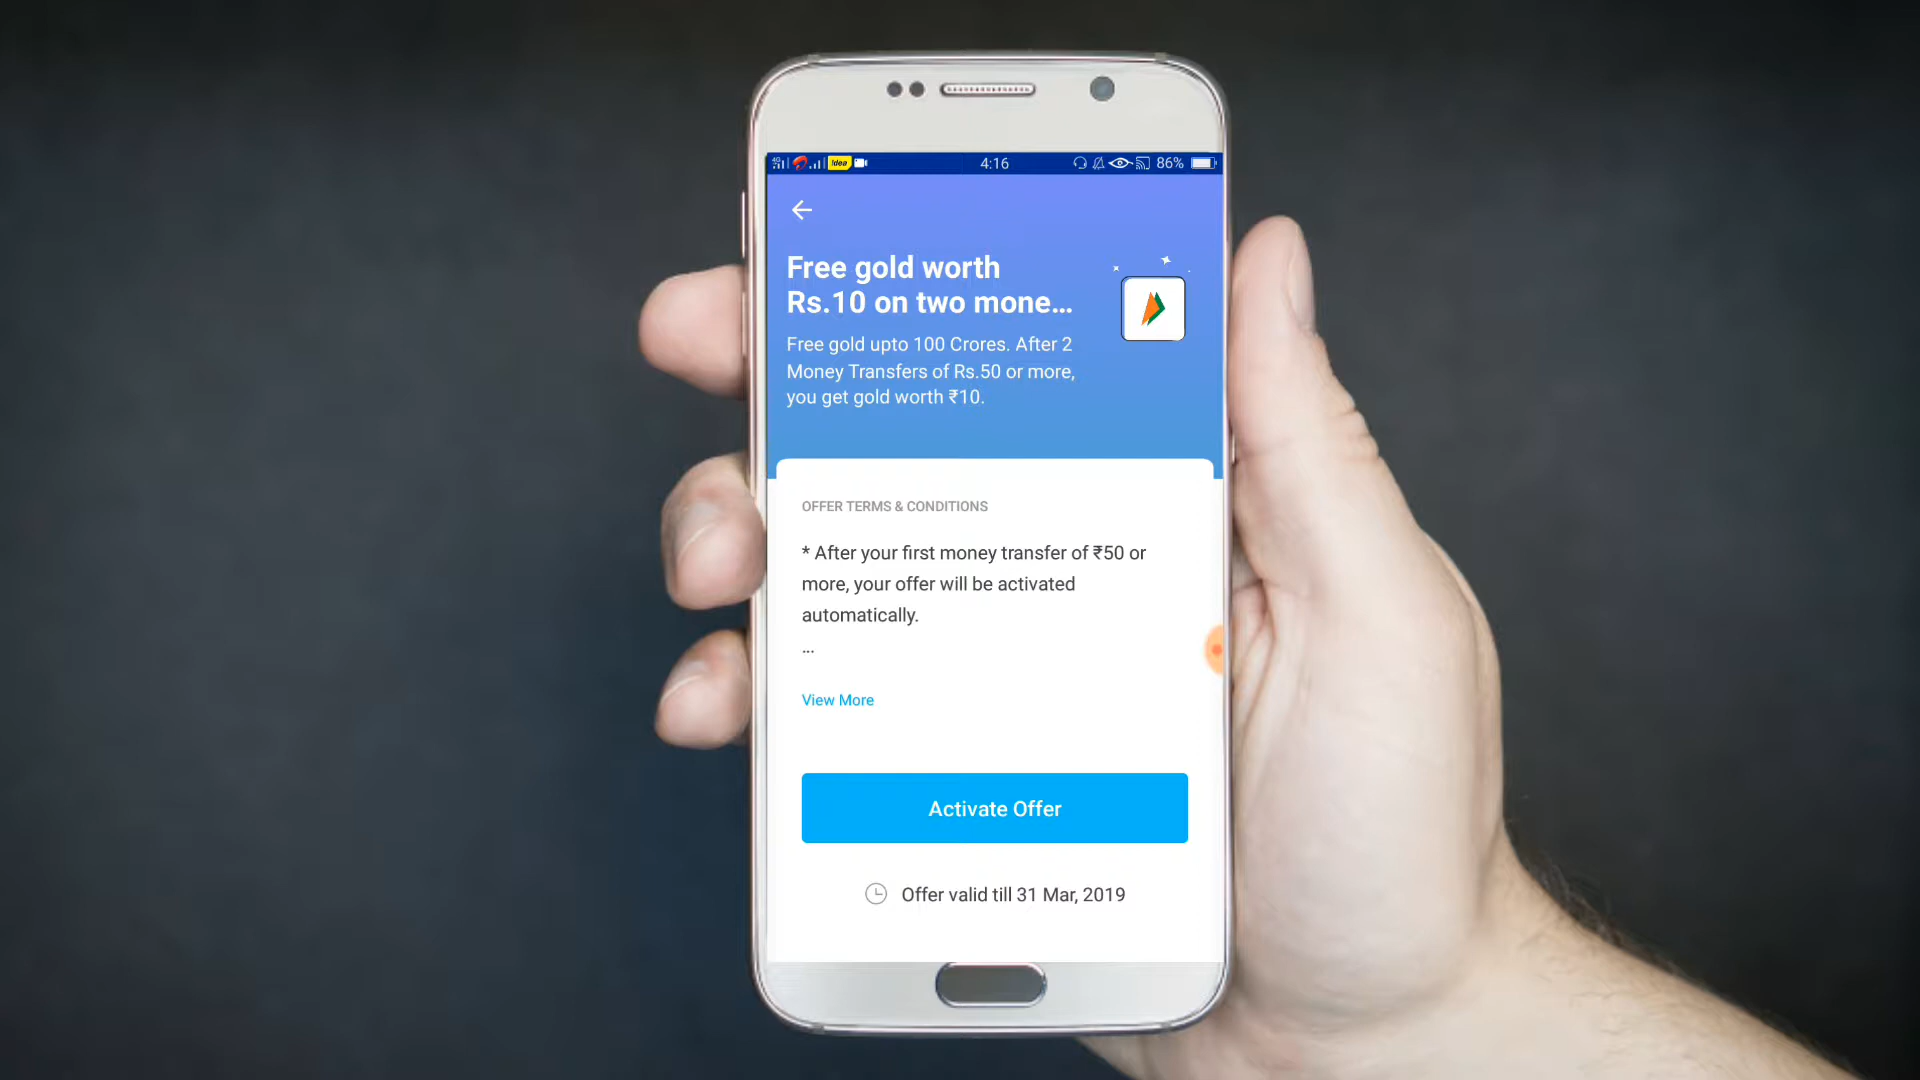 4G idea 4:16 86%
Free gold worth
Rs.10 on two mone...
Free gold upto 100 Crores. After 2
Money Transfers of Rs.50 or more,
you get gold worth ₹10.
OFFER TERMS & CONDITIONS
* After your first money transfer of ₹50 or
more, your offer will be activated
automatically.
...
View More
Activate Offer
Offer valid till 31 Mar, 2019